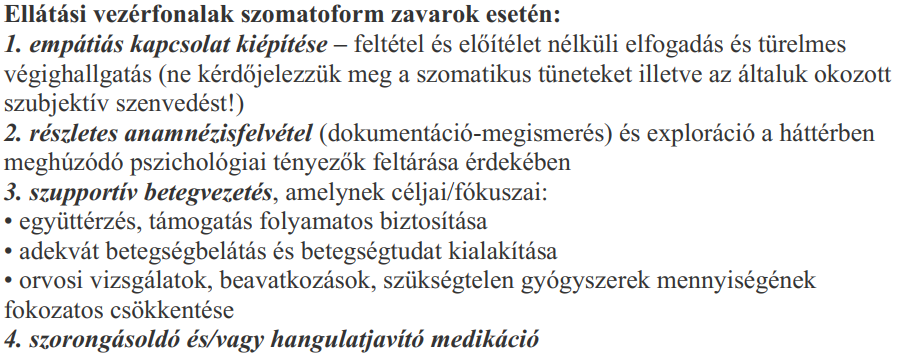 Ellátási vezérfonalak szomatoform zavarok esetén:
1. empátiás kapcsolat kiépítése – feltétel és előítélet nélküli elfogadás és türelmes
végighallgatás (ne kérdőjelezzük meg a szomatikus tüneteket illetve az általuk okozott
szubjektív szenvedést!)
2. részletes anamnézisfelvétel (dokumentáció-megismerés) és exploráció a háttérben
meghúzódó pszichológiai tényezők feltárása érdekében
3. szupportív betegvezetés, amelynek céljai/fókuszai:
• együttérzés, támogatás folyamatos biztosítása
• adekvát betegségbelátás és betegségtudat kialakítása
• orvosi vizsgálatok, beavatkozások, szükségtelen gyógyszerek mennyiségének
fokozatos csökkentése
4. szorongásoldó és/vagy hangulatjavító medikáció